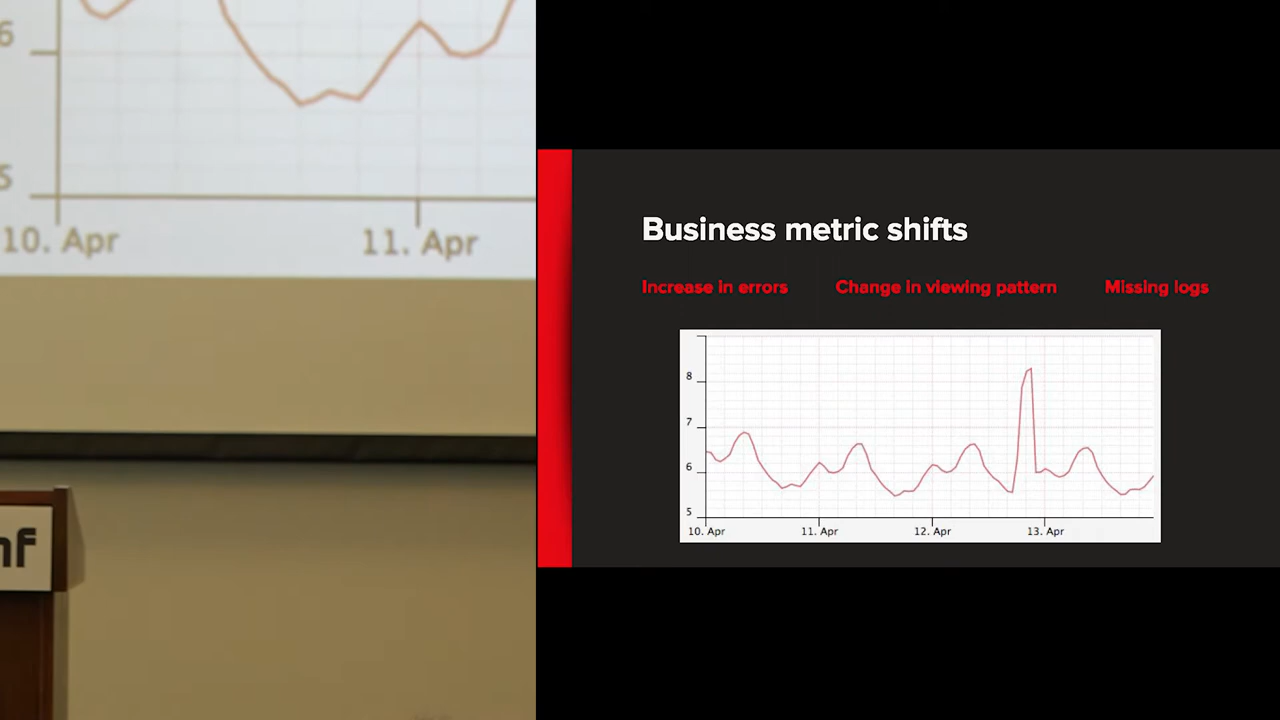 6
5
10. Apr 11. Apr
nf
Business metric shifts
Increase in errors Change in viewing pattern Missing logs
8
7
6
5
10. Apr 11. Apr 12. Apr 13. Apr